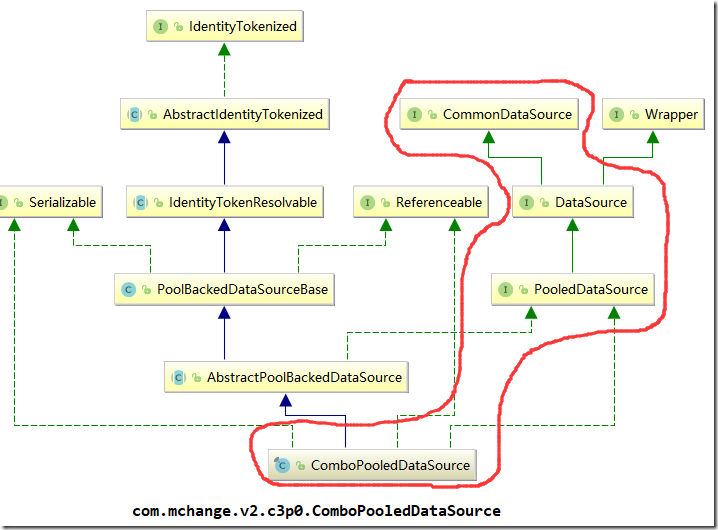 I IdentityTokenized
C AbstractIdentityTokenized
I CommonDataSource
I Wrapper
I Serializable
C IdentityTokenResolvable
I Referenceable
I DataSource
C PoolBackedDataSourceBase
I PooledDataSource
C AbstractPoolBackedDataSource
C ComboPooledDataSource
com.mchange.v2.c3p0.ComboPooledDataSource